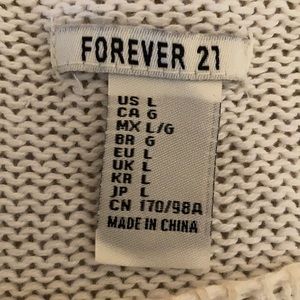 FOREVER 21
US L
CA G
MX L/G
BR G
EU L
UK L
KR L
JP L
CN 170/98A
MADE IN CHINA